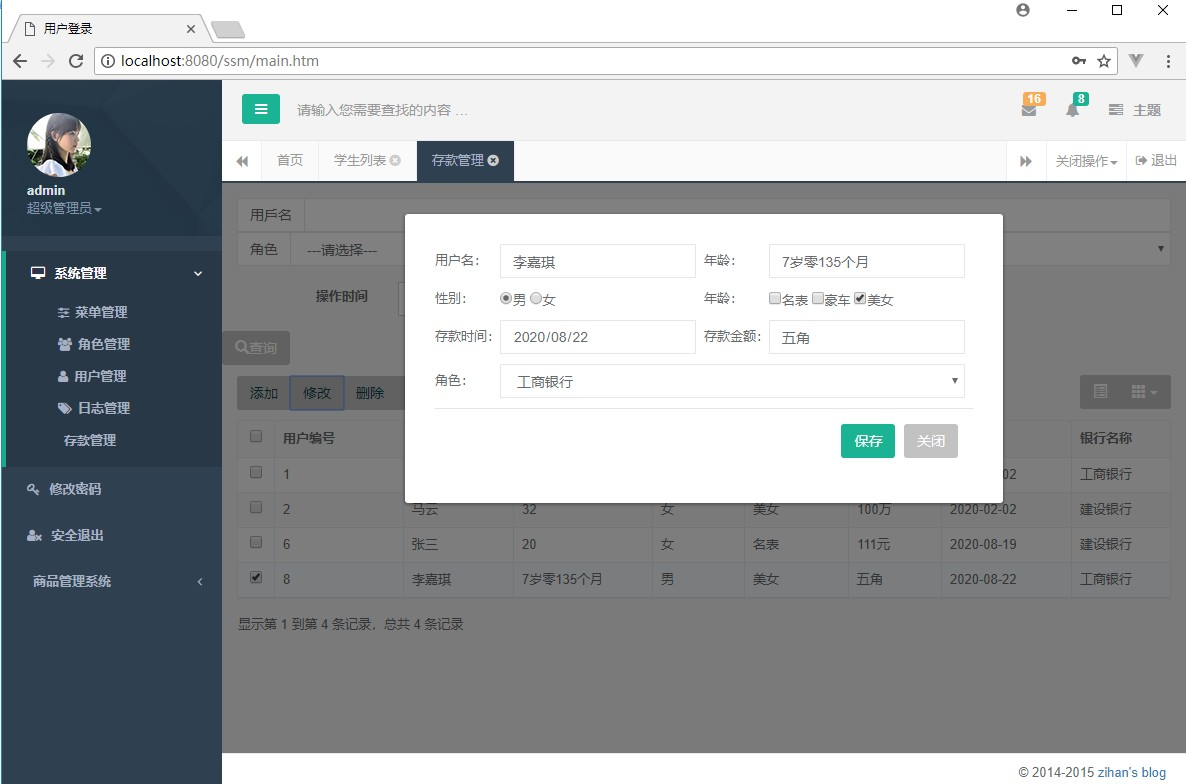 用户登录
localhost:8080/ssm/main.htm
admin
超级管理员
系统管理
菜单管理
角色管理
用户管理
日志管理
存款管理
修改密码
安全退出
商品管理系统
请输入您需要查找的内容 …
16
8
主题
首页
学生列表
存款管理
关闭操作
退出
用戶名
角色
---请选择---
操作时间
查询
添加
修改
删除
用户名:
李嘉琪
年龄:
7岁零135个月
性别:
男 女
年龄:
名表 豪车 美女
存款时间:
2020/08/22
存款金额:
五角
角色:
工商银行
保存
关闭
用户编号 银行名称
1 02 工商银行
2 马云 32 女 美女 100万 2020-02-02 建设银行
6 张三 20 女 名表 111元 2020-08-19 建设银行
8 李嘉琪 7岁零135个月 男 美女 五角 2020-08-22 工商银行
显示第 1 到第 4 条记录，总共 4 条记录
© 2014-2015 zihan's blog